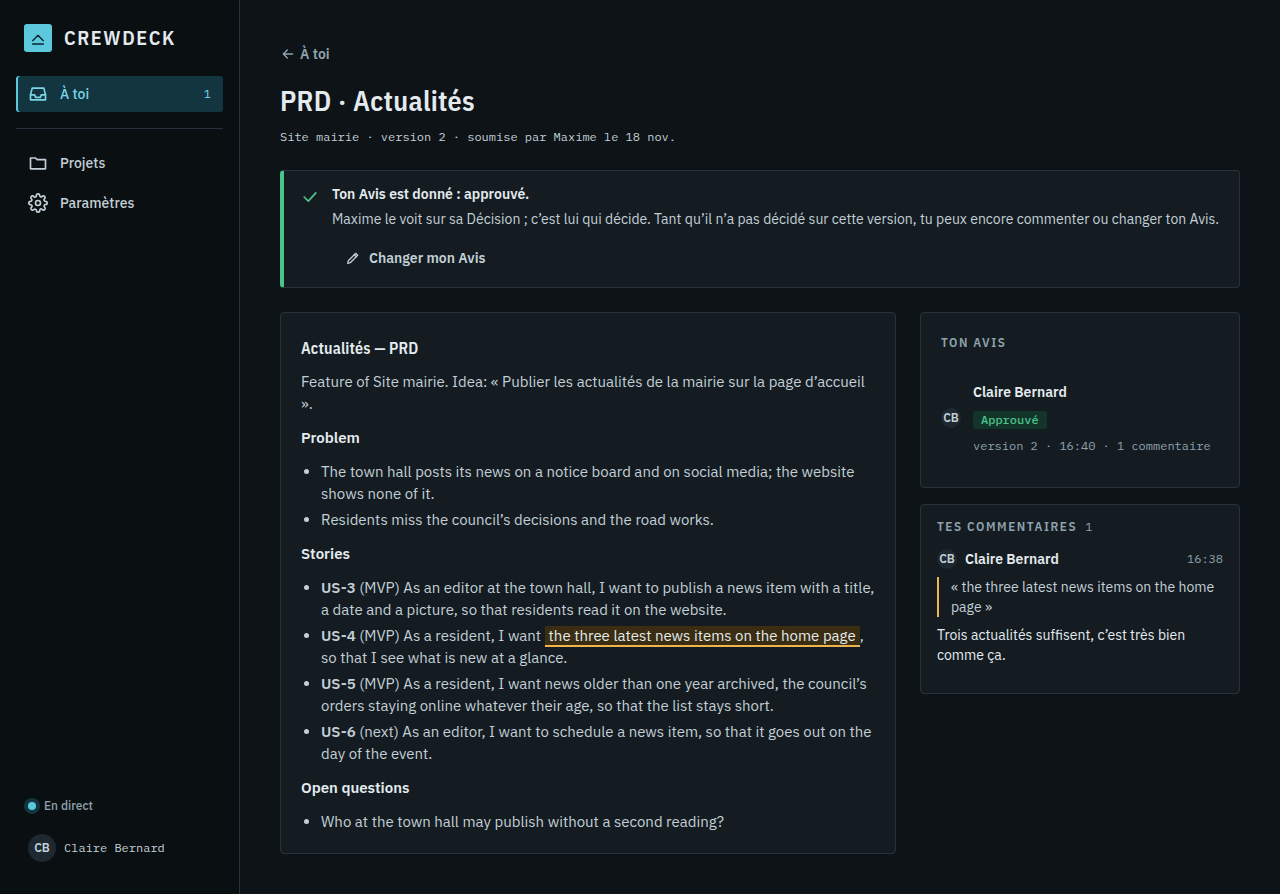 CREWDECK
À toi 1
Projets
Paramètres
En direct
CB Claire Bernard
← À toi
PRD · Actualités
Site mairie · version 2 · soumise par Maxime le 18 nov.
Ton Avis est donné : approuvé.
Maxime le voit sur sa Décision ; c’est lui qui décide. Tant qu’il n’a pas décidé sur cette version, tu peux encore commenter ou changer ton Avis.
Changer mon Avis
Actualités — PRD
Feature of Site mairie. Idea: « Publier les actualités de la mairie sur la page d’accueil
».
Problem
• The town hall posts its news on a notice board and on social media; the website
shows none of it.
• Residents miss the council’s decisions and the road works.
Stories
• US-3 (MVP) As an editor at the town hall, I want to publish a news item with a title,
a date and a picture, so that residents read it on the website.
• US-4 (MVP) As a resident, I want the three latest news items on the home page ,
so that I see what is new at a glance.
• US-5 (MVP) As a resident, I want news older than one year archived, the council’s
orders staying online whatever their age, so that the list stays short.
• US-6 (next) As an editor, I want to schedule a news item, so that it goes out on the
day of the event.
Open questions
• Who at the town hall may publish without a second reading?
TON AVIS
CB Claire Bernard
Approuvé
version 2 · 16:40 · 1 commentaire
TES COMMENTAIRES 1
CB Claire Bernard 16:38
« the three latest news items on the home
page »
Trois actualités suffisent, c’est très bien
comme ça.